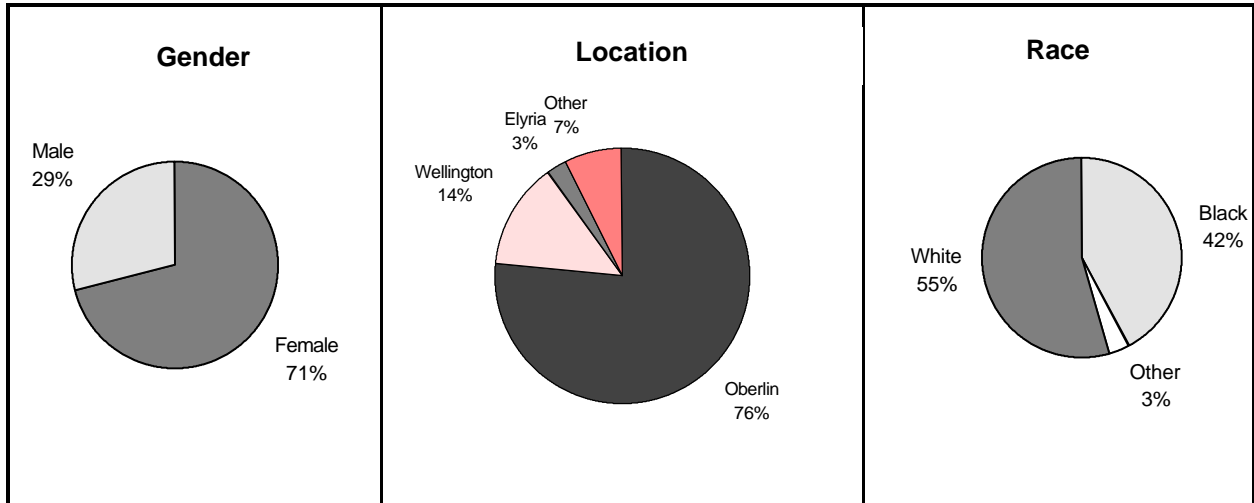 Gender
Male
29%
Female
71%
Location
Other
7%
Elyria
3%
Wellington
14%
Oberlin
76%
Race
Black
42%
White
55%
Other
3%